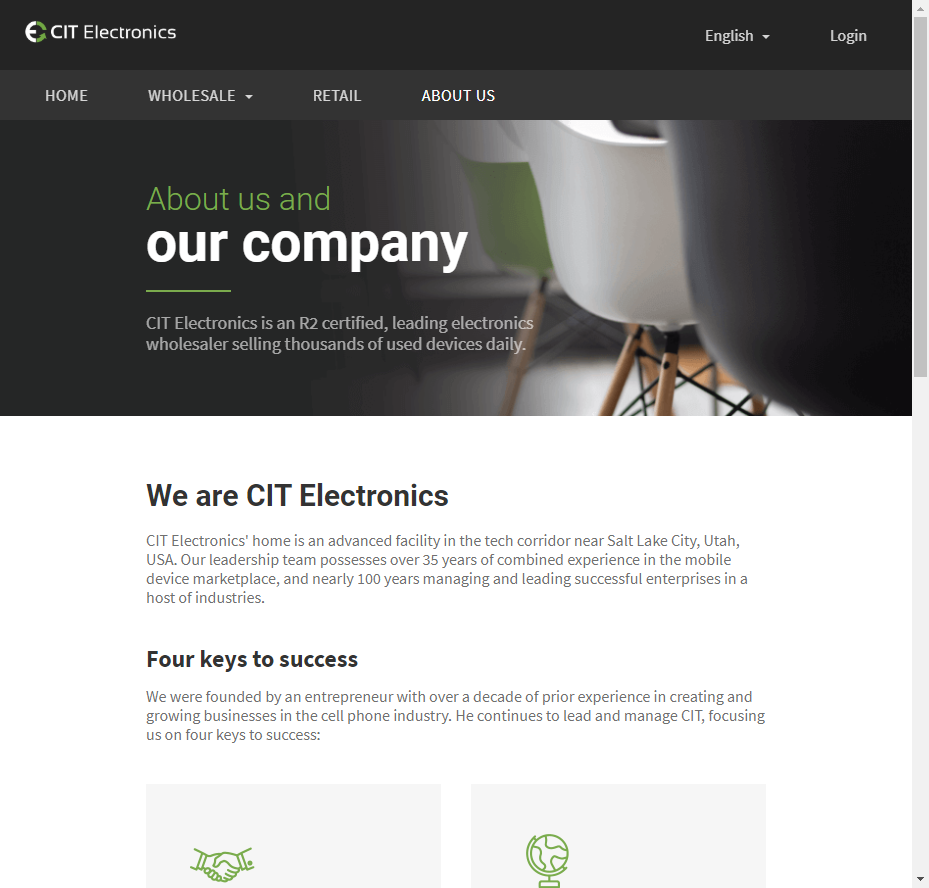 CIT Electronics
English
Login
HOME
WHOLESALE
RETAIL
ABOUT US
About us and
our company
CIT Electronics is an R2 certified, leading electronics
wholesaler selling thousands of used devices daily.
We are CIT Electronics
CIT Electronics' home is an advanced facility in the tech corridor near Salt Lake City, Utah,
USA. Our leadership team possesses over 35 years of combined experience in the mobile
device marketplace, and nearly 100 years managing and leading successful enterprises in a
host of industries.
Four keys to success
We were founded by an entrepreneur with over a decade of prior experience in creating and
growing businesses in the cell phone industry. He continues to lead and manage CIT, focusing
us on four keys to success: